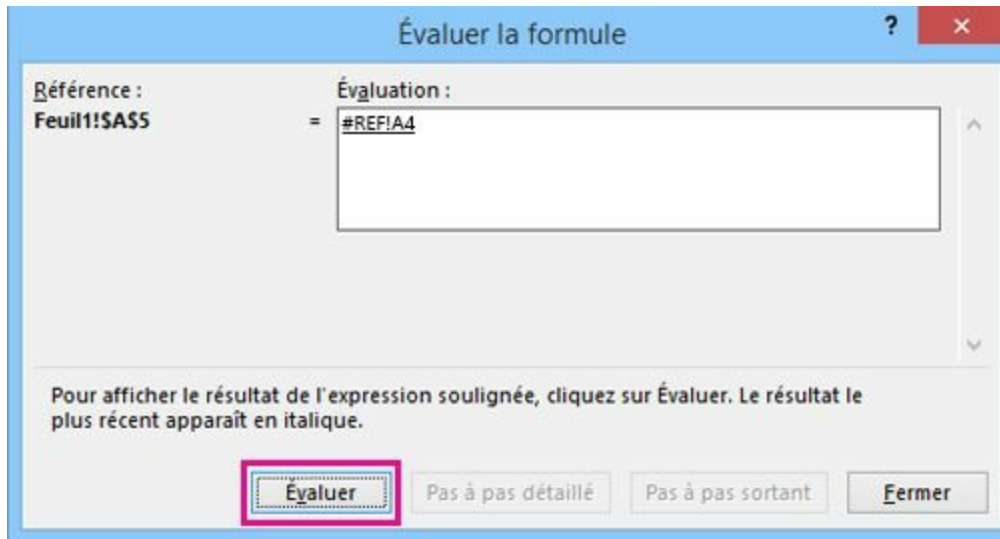 Évaluer la formule
?
×
Référence :
Évaluation :
Feuil1!$A$5
=
#REF!A4
Pour afficher le résultat de l'expression soulignée, cliquez sur Évaluer. Le résultat le
plus récent apparaît en italique.
Évaluer
Pas à pas détaillé
Pas à pas sortant
Fermer